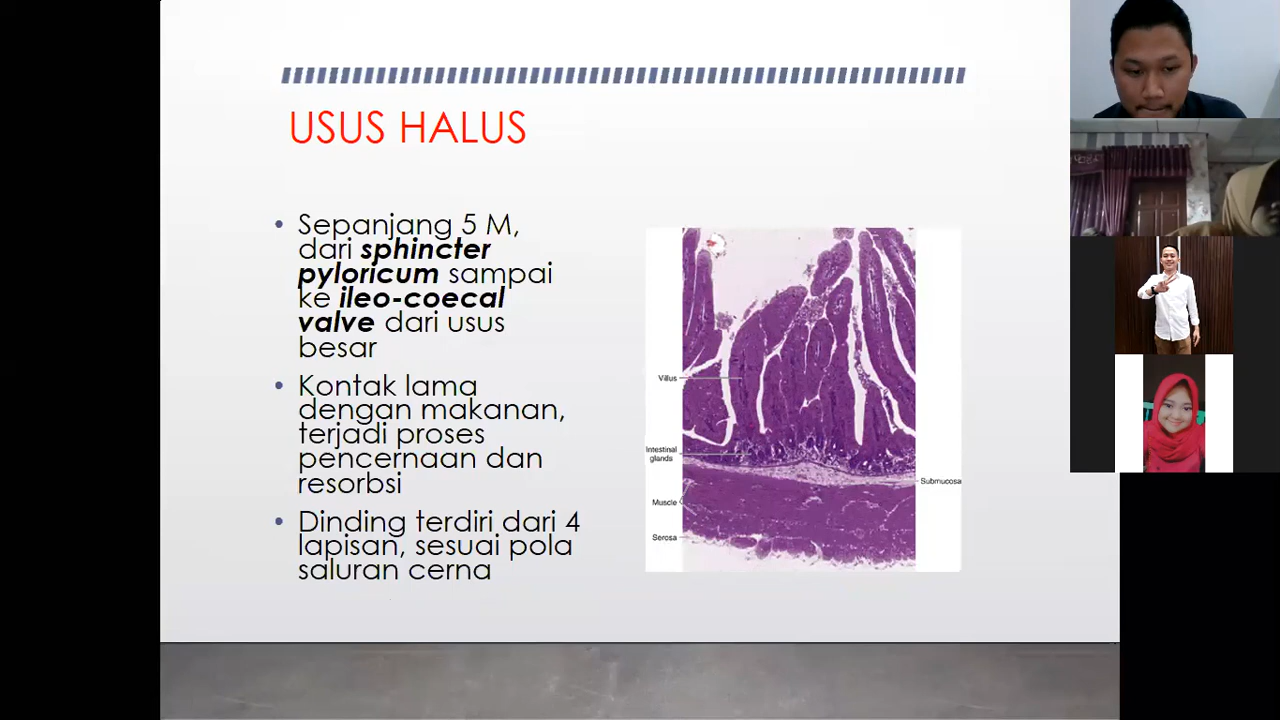 USUS HALUS
• Sepanjang 5 M,
dari sphincter
pyloricum sampai
ke ileo-coecal
valve dari usus
besar
• Kontak lama
dengan makanan,
terjadi proses
pencernaan dan
resorbsi
• Dinding terdiri dari 4
lapisan, sesuai pola
saluran cerna
Villus
Intestinal
glands
Submucosa
Muscle
Serosa